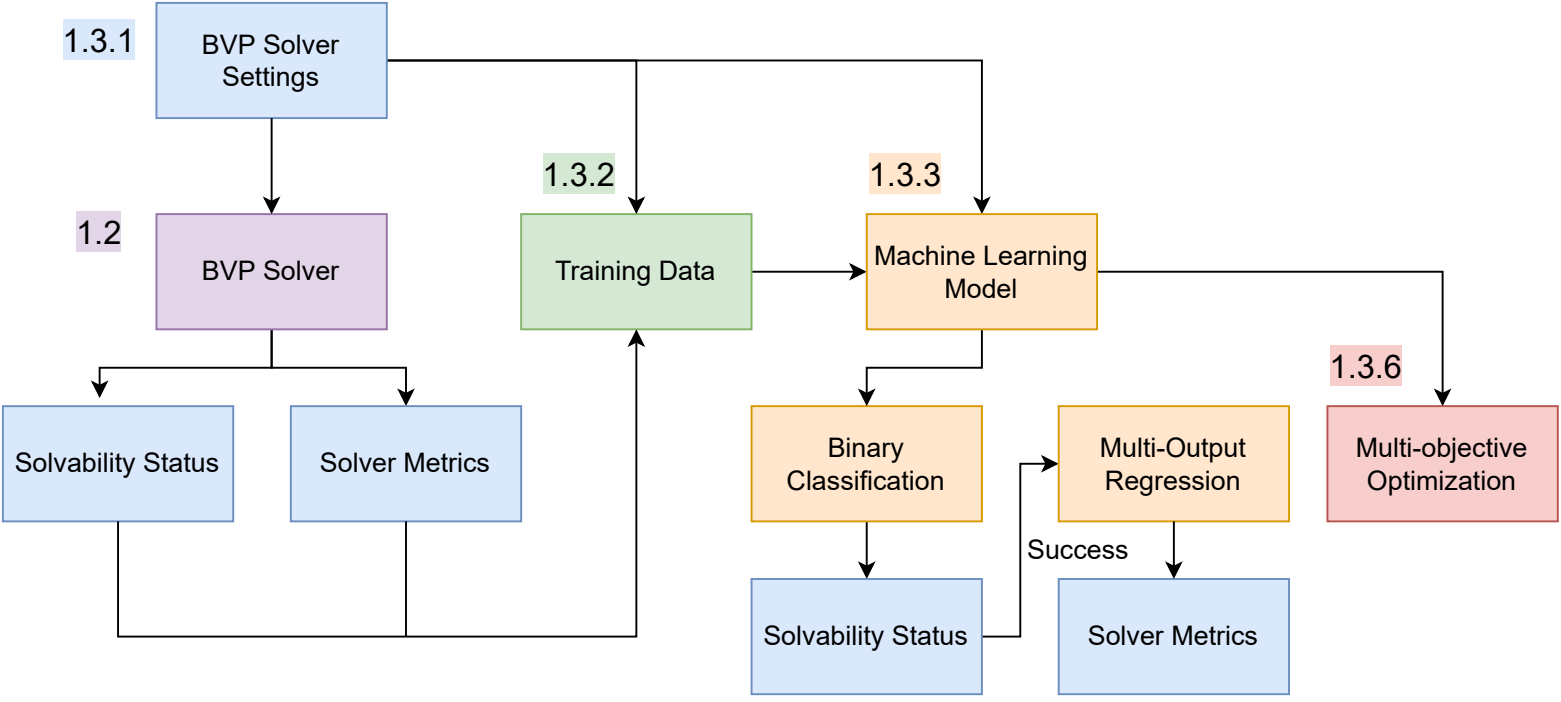 1.3.1
BVP Solver
Settings
1.3.2
1.3.3
1.2
BVP Solver
Training Data
Machine Learning
Model
1.3.6
Solvability Status
Solver Metrics
Binary
Classification
Multi-Output
Regression
Multi-objective
Optimization
Success
Solvability Status
Solver Metrics